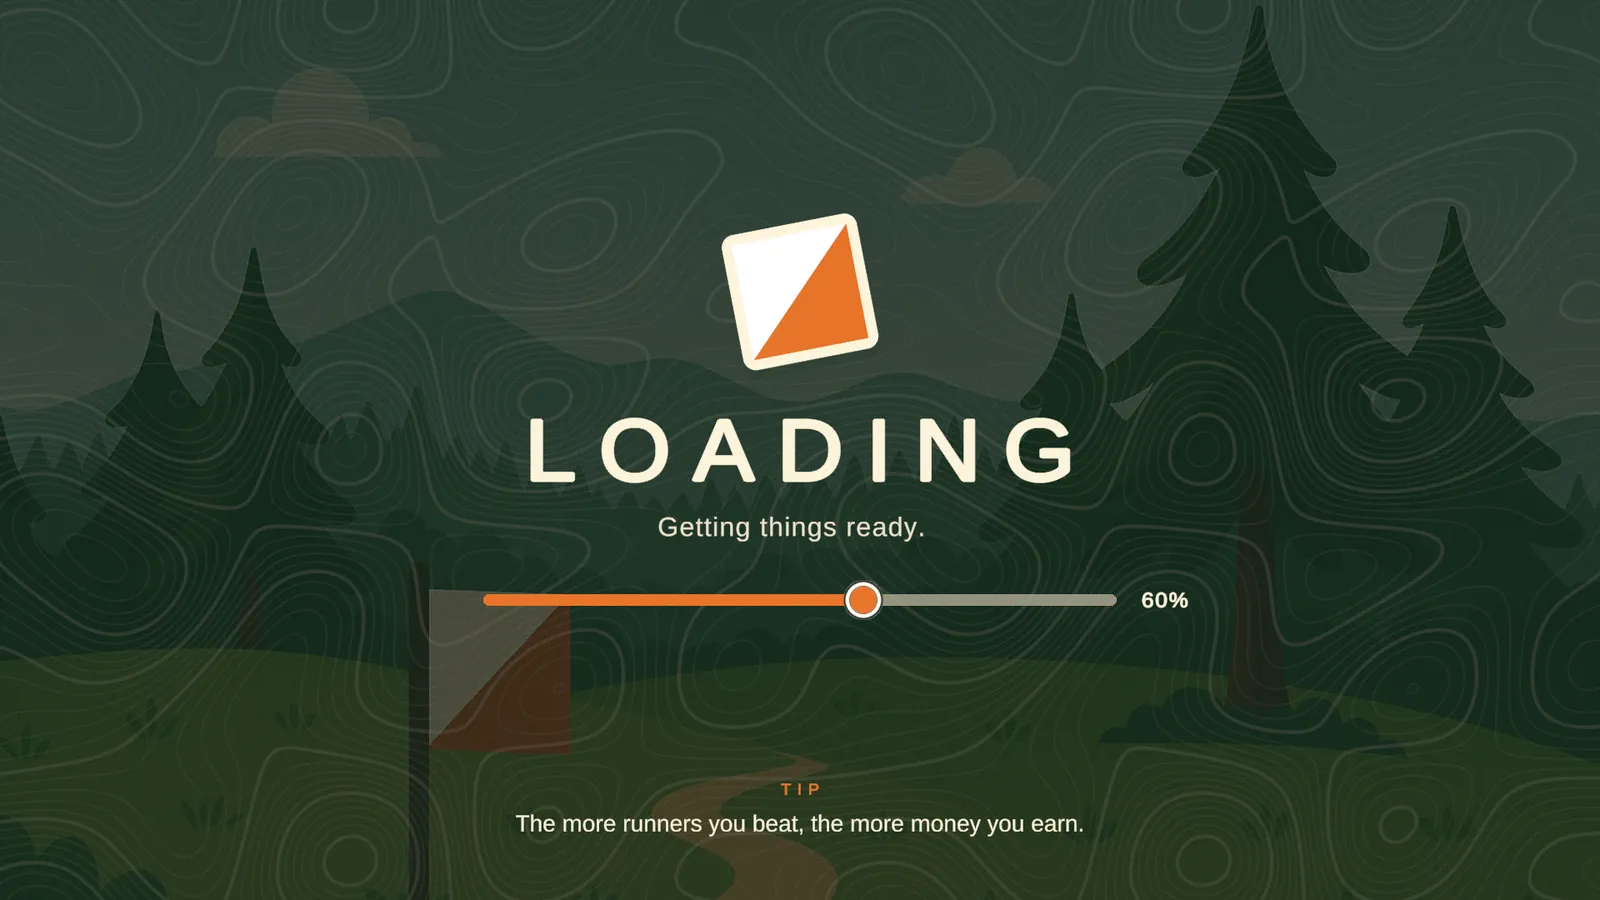 LOADING
Getting things ready.
60%
TIP
The more runners you beat, the more money you earn.